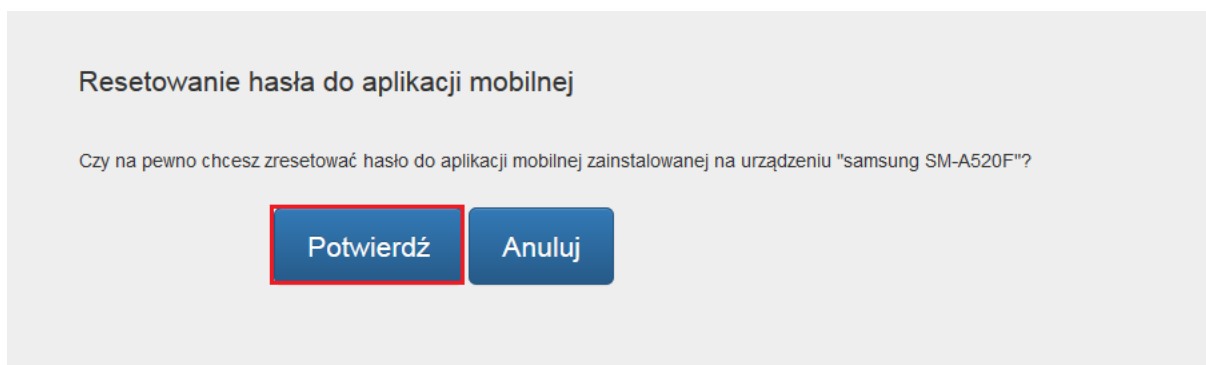 Resetowanie hasła do aplikacji mobilnej
Czy na pewno chcesz zresetować hasło do aplikacji mobilnej zainstalowanej na urządzeniu "samsung SM-A520F"?
Potwierdź Anuluj